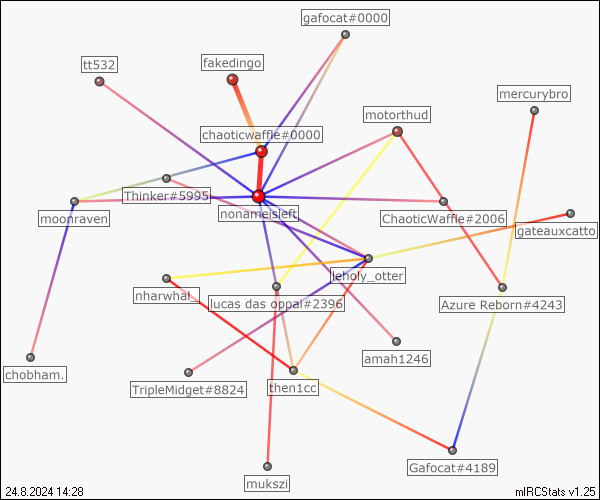 gafocat#0000
tt532
fakedingo
mercurybro
motorthud
chaoticwaffle#0000
Thinker#5995
moonraven
nonameisleft
ChaoticWaffle#2006
gateauxcatto
leholy_otter
nharwhal_
lucas das oppai#2396
Azure Reborn#4243
amah1246
chobham.
TripleMidget#8824
then1cc
Gafocat#4189
mukszi
24.8.2024 14:28
mIRCStats v1.25